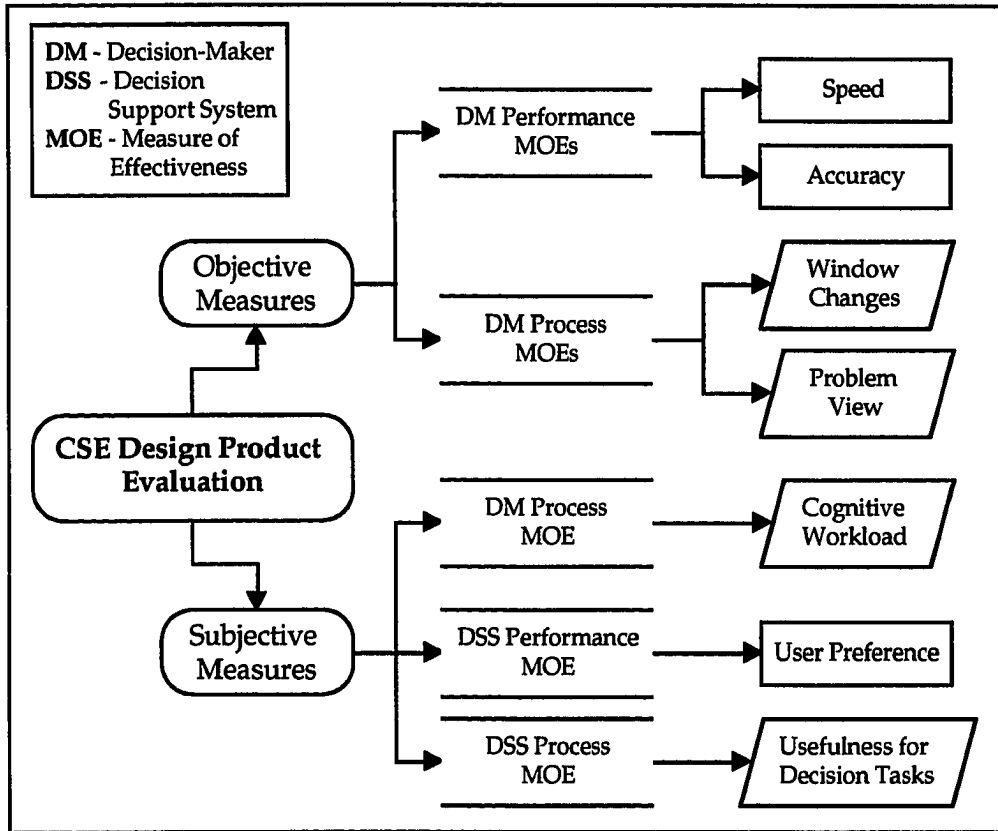 DM - Decision-Maker
DSS - Decision
Support System
MOE - Measure of
Effectiveness
DM Performance
MOEs
Speed
Accuracy
Objective
Measures
DM Process
MOEs
Window
Changes
Problem
View
CSE Design Product
Evaluation
Subjective
Measures
DM Process
MOE
Cognitive
Workload
DSS Performance
MOE
User Preference
DSS Process
MOE
Usefulness for
Decision Tasks